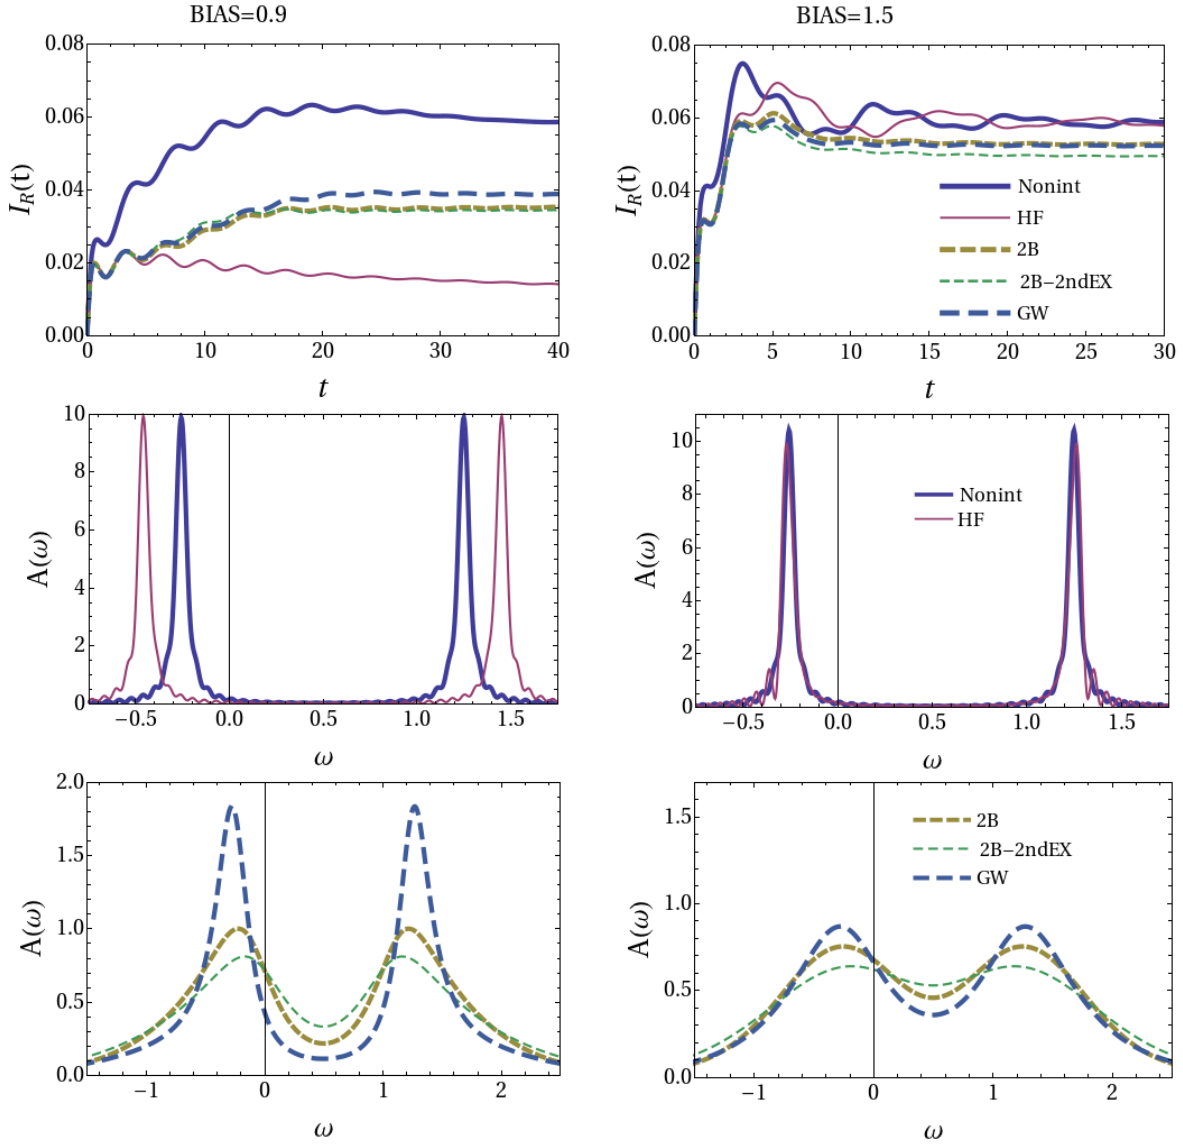 BIAS=0.9
BIAS=1.5
I_R(t)
0.08
0.06
0.04
0.02
0.00
0 10 20 30 40
t
I_R(t)
0.08
0.06
0.04
0.02
0.00
Nonint
HF
2B
2B−2ndEX
GW
0 5 10 15 20 25 30
t
A(ω)
10
8
6
4
2
0
−0.5 0.0 0.5 1.0 1.5
ω
A(ω)
10
8
6
4
2
0
Nonint
HF
−0.5 0.0 0.5 1.0 1.5
ω
A(ω)
2.0
1.5
1.0
0.5
0.0
−1 0 1 2
ω
A(ω)
1.5
1.0
0.5
0.0
2B
2B−2ndEX
GW
−1 0 1 2
ω